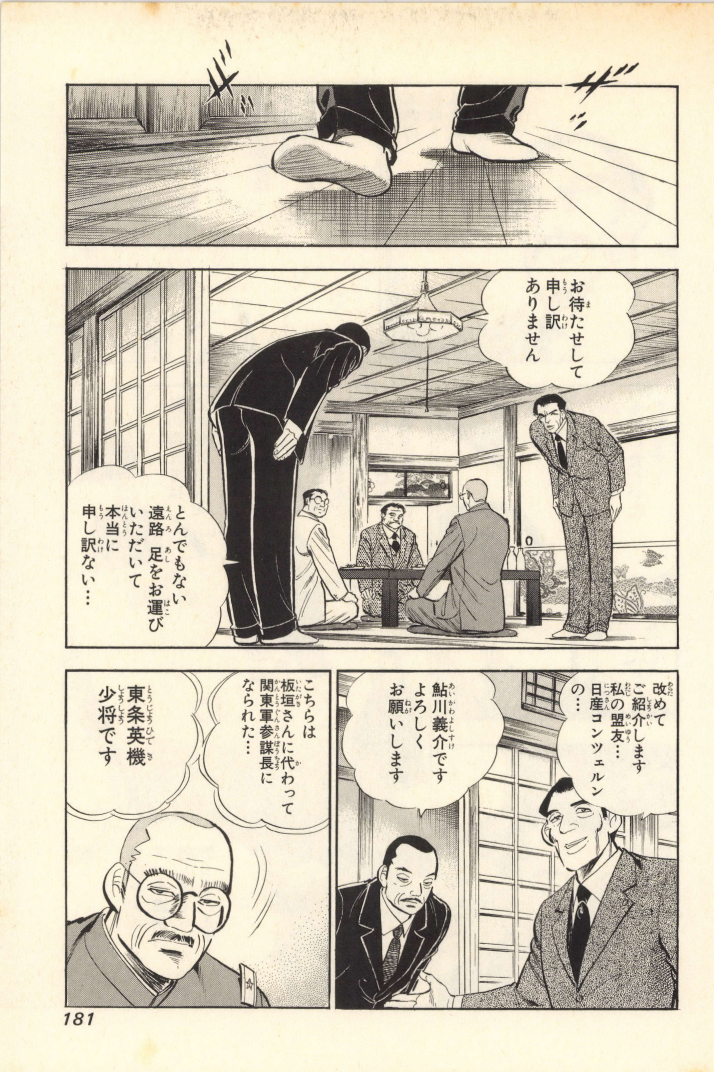 ザッ
お待たせして
申し訳
ありません
とんでもない
遠路 足をお運び
いただいて
本当に
申し訳ない…
改めて
ご紹介します
私の盟友…
日産コンツェルン
の…
鮎川義介です
よろしく
お願いします
こちらは
板垣さんに代わって
関東軍参謀長に
なられた…
東条英機
少将です
181